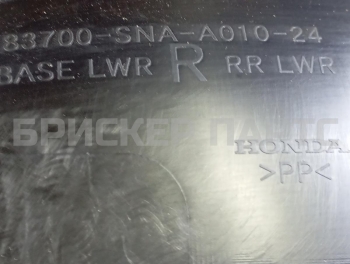 83700-SNA-A010-24
BASE LWR R RR LWR
БРИСКЕР ПАРТС
HONDA
>PP<